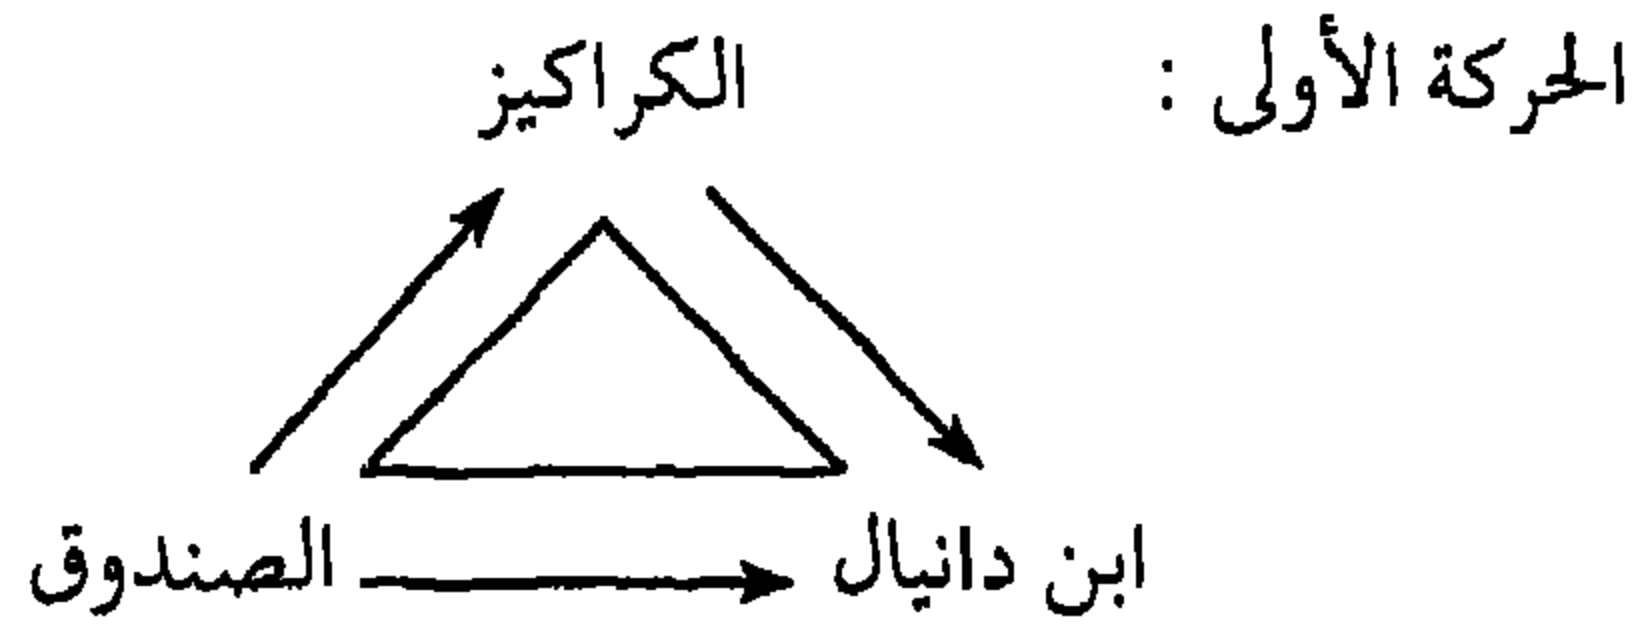 الحركة الأولى :
الكراكيز
ابن دانيال
الصندوق